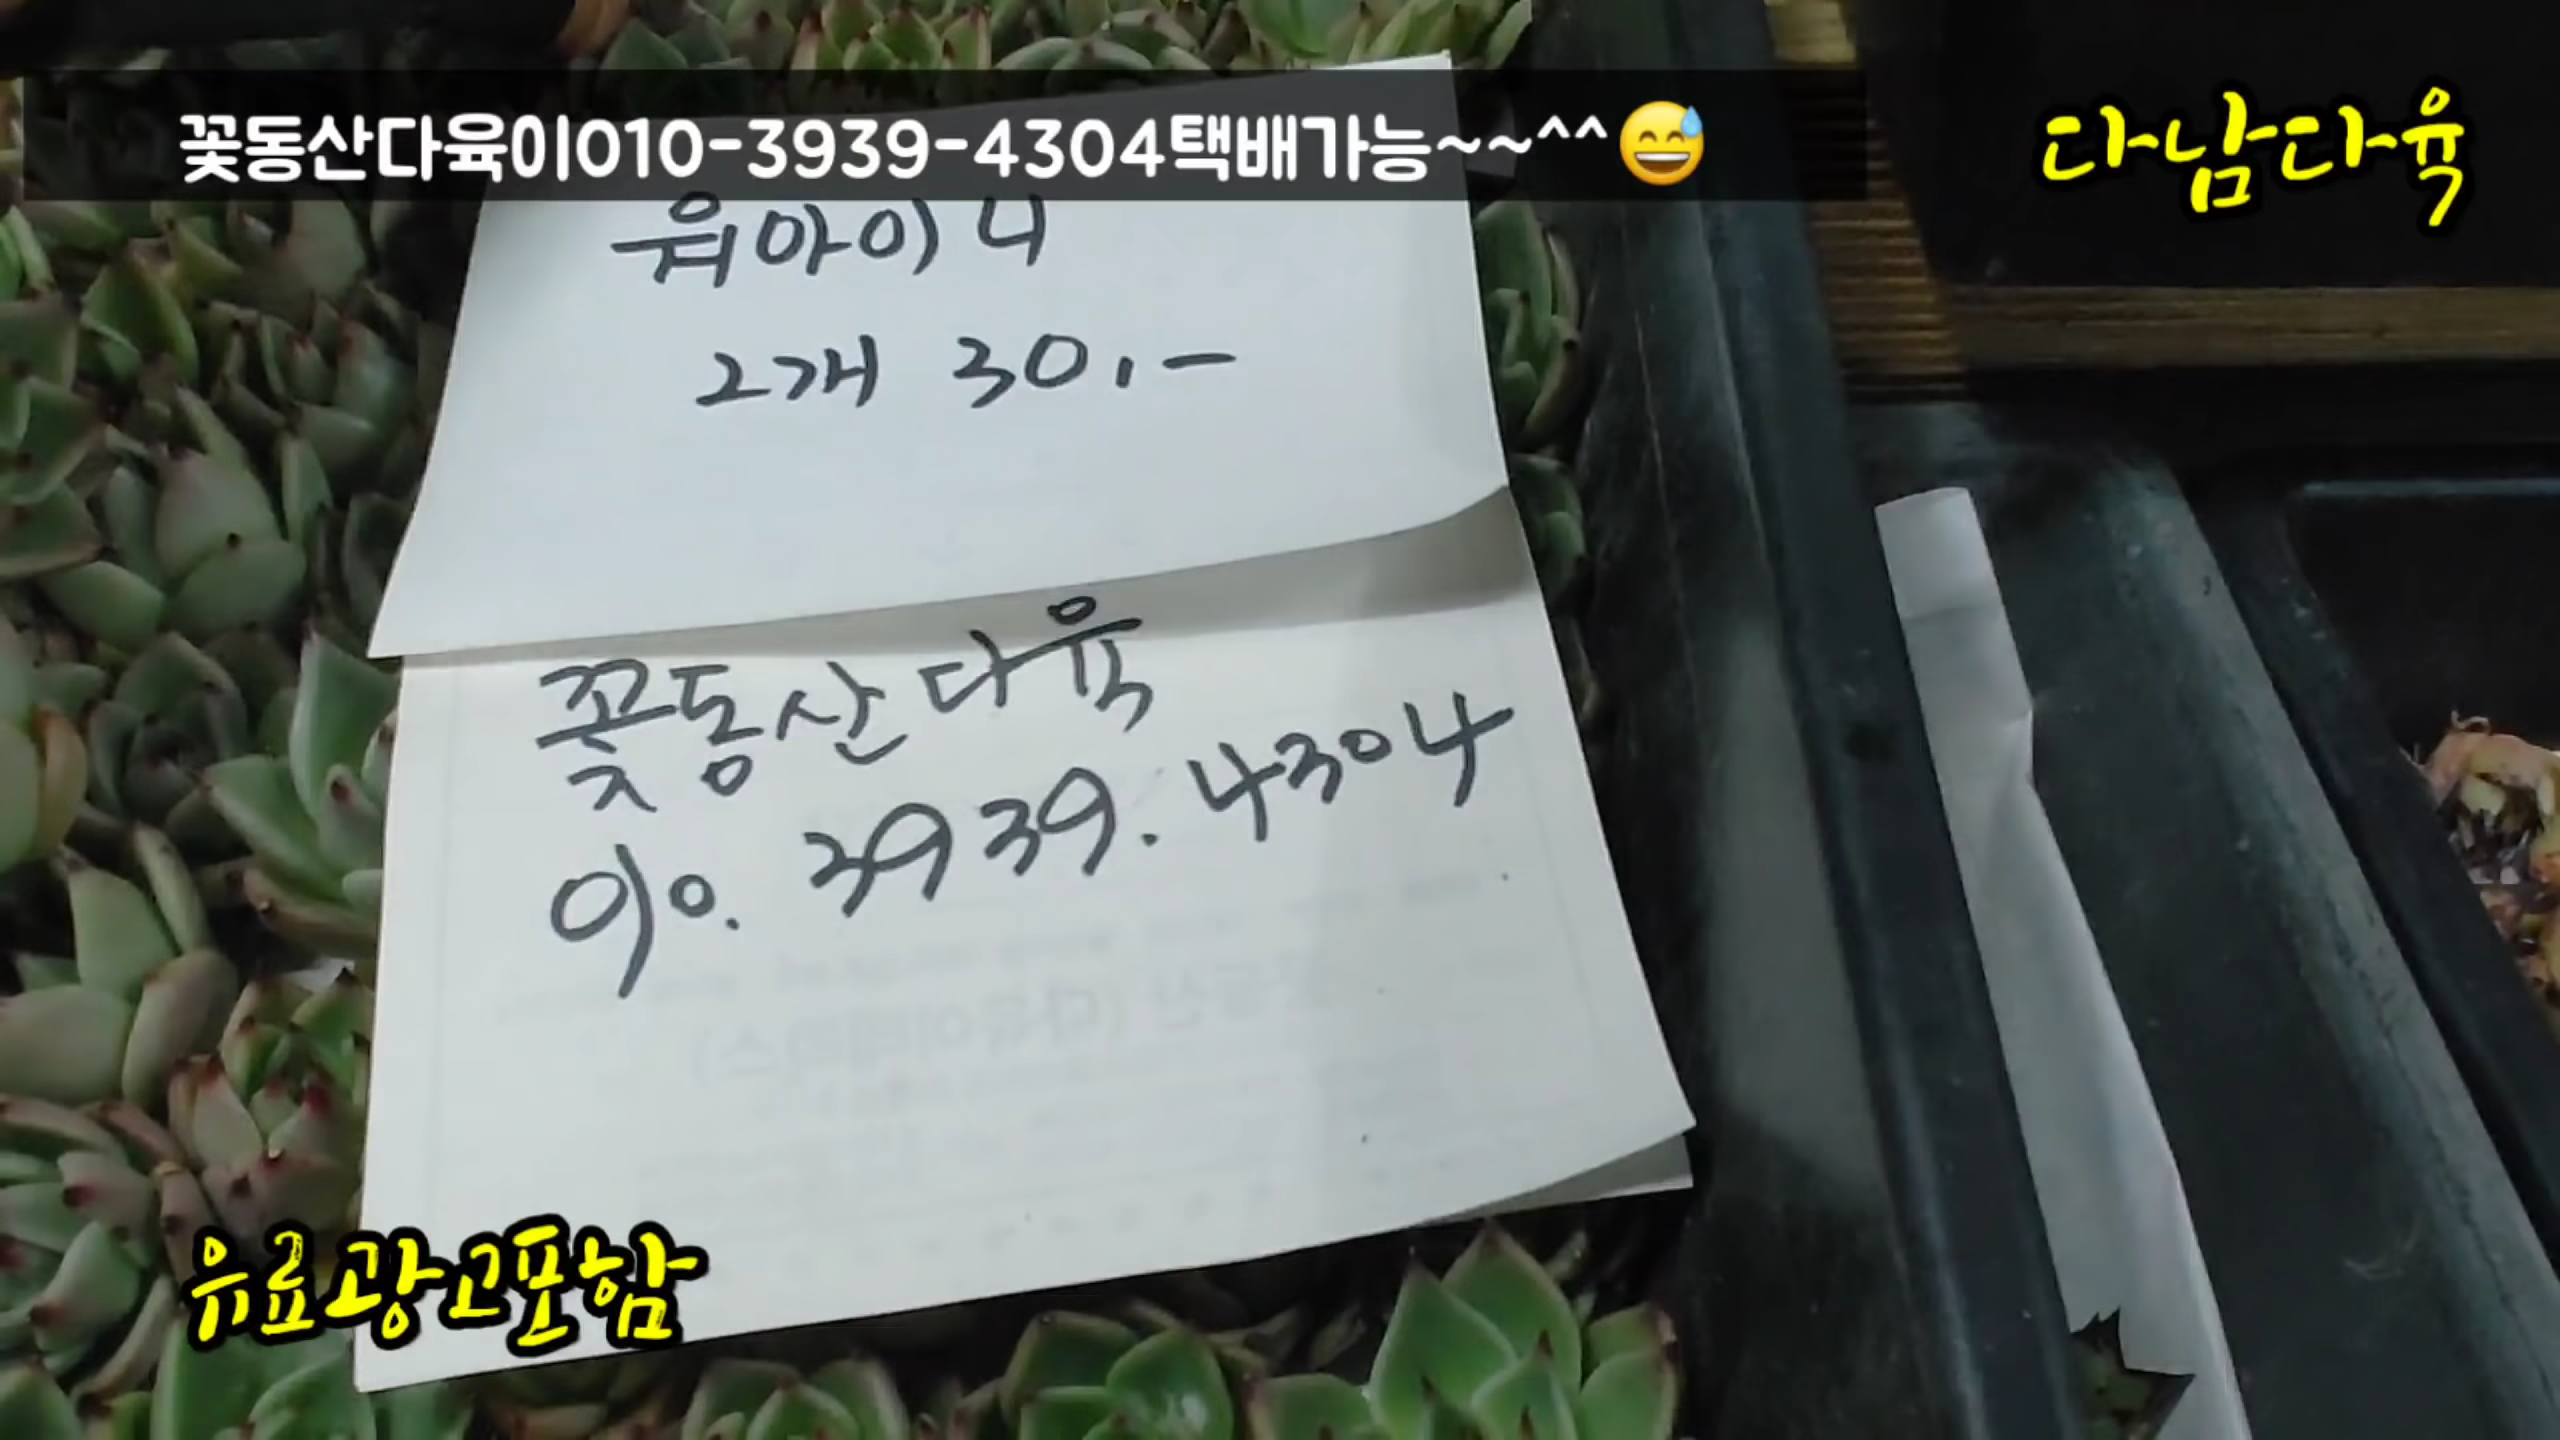 꽃동산다육이010-3939-4304택배가능~~^^😅
다남다육
워아이니
2개 30,-
꽃동산다육
010. 3939. 4304
유료광고포함